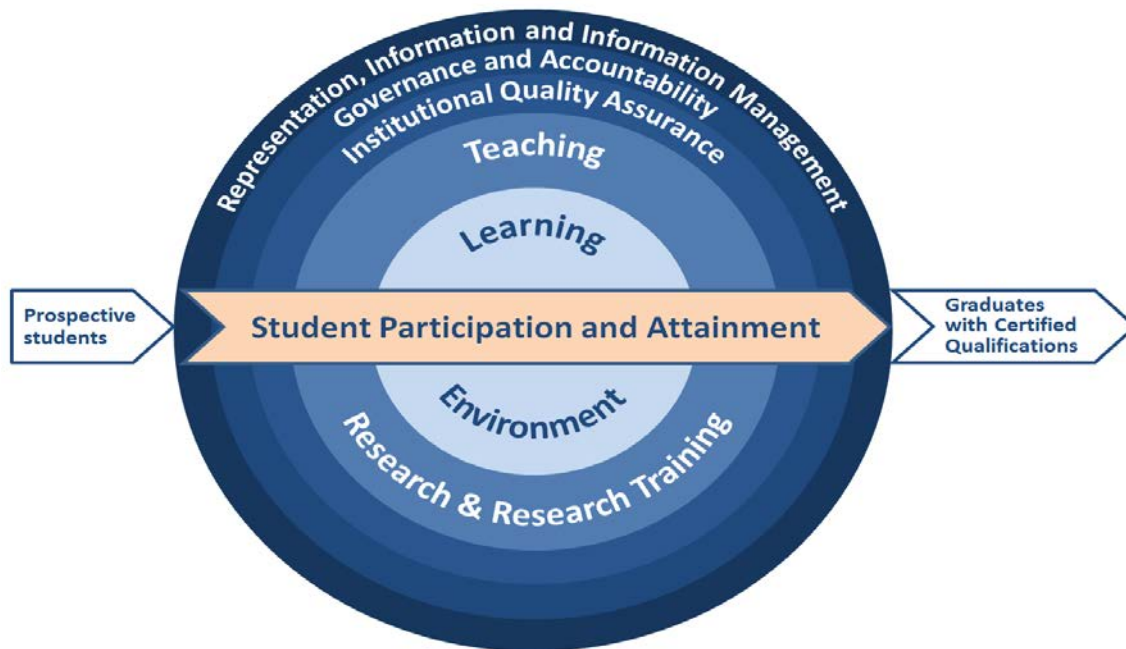 Representation, Information and Information Management
Governance and Accountability
Institutional Quality Assurance
Teaching
Learning
Prospective
students
Student Participation and Attainment
Graduates
with Certified
Qualifications
Environment
Research & Research Training